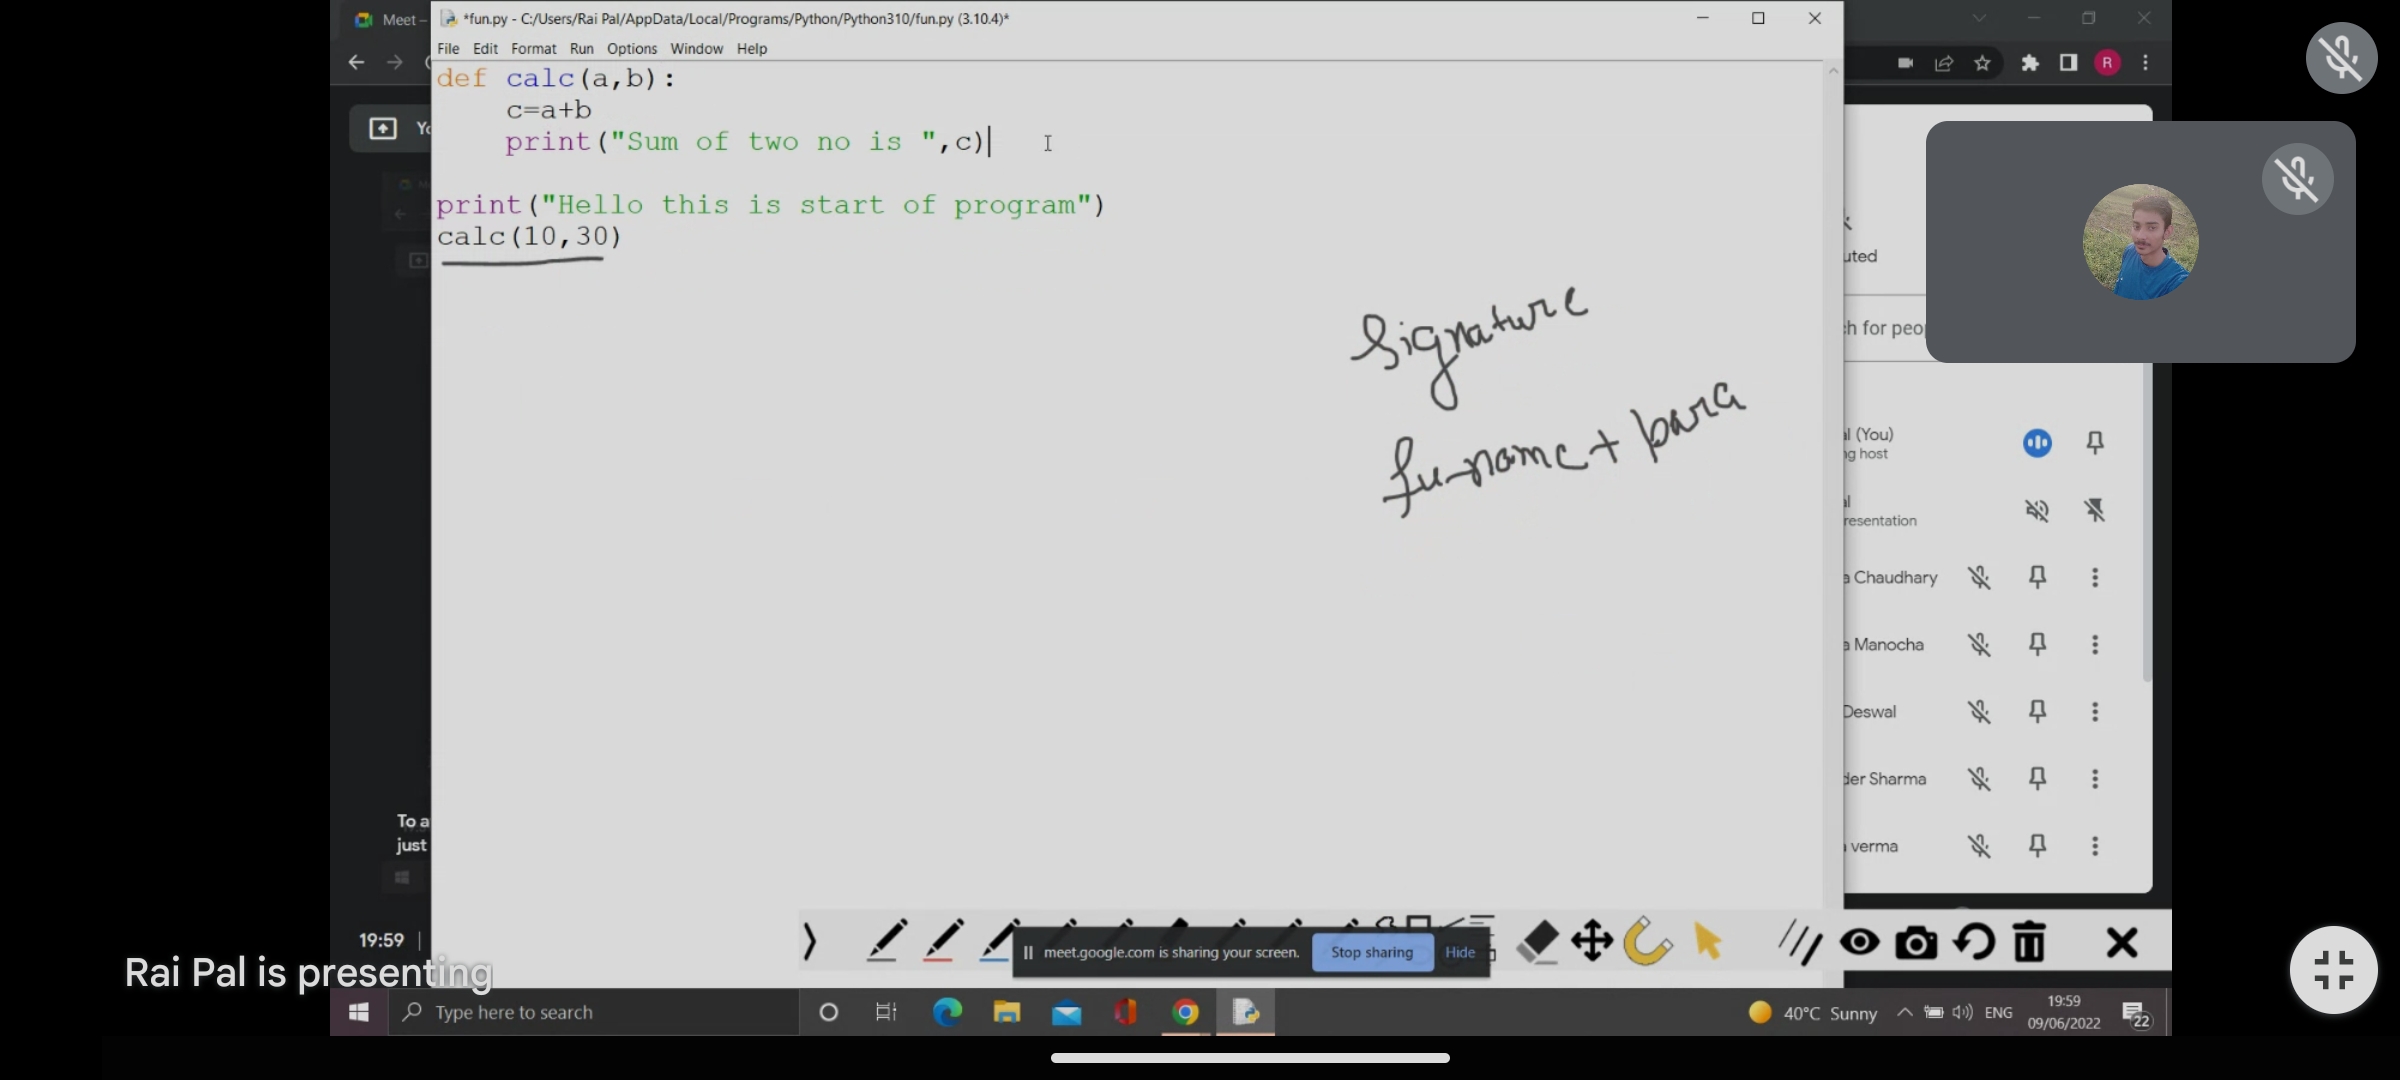 Meet –
*fun.py - C:/Users/Rai Pal/AppData/Local/Programs/Python/Python310/fun.py (3.10.4)*
File Edit Format Run Options Window Help
def calc(a,b):
c=a+b
print("Sum of two no is ",c)
print("Hello this is start of program")
calc(10,30)
Signature
fu-name + para
R
uted
h for peo
l (You)
g host
resentation
a Chaudhary
a Manocha
Deswal
der Sharma
verma
To a
just
19:59
Rai Pal is presenting
meet.google.com is sharing your screen. Stop sharing Hide
Type here to search
40°C Sunny
ENG
19:59
09/06/2022
22